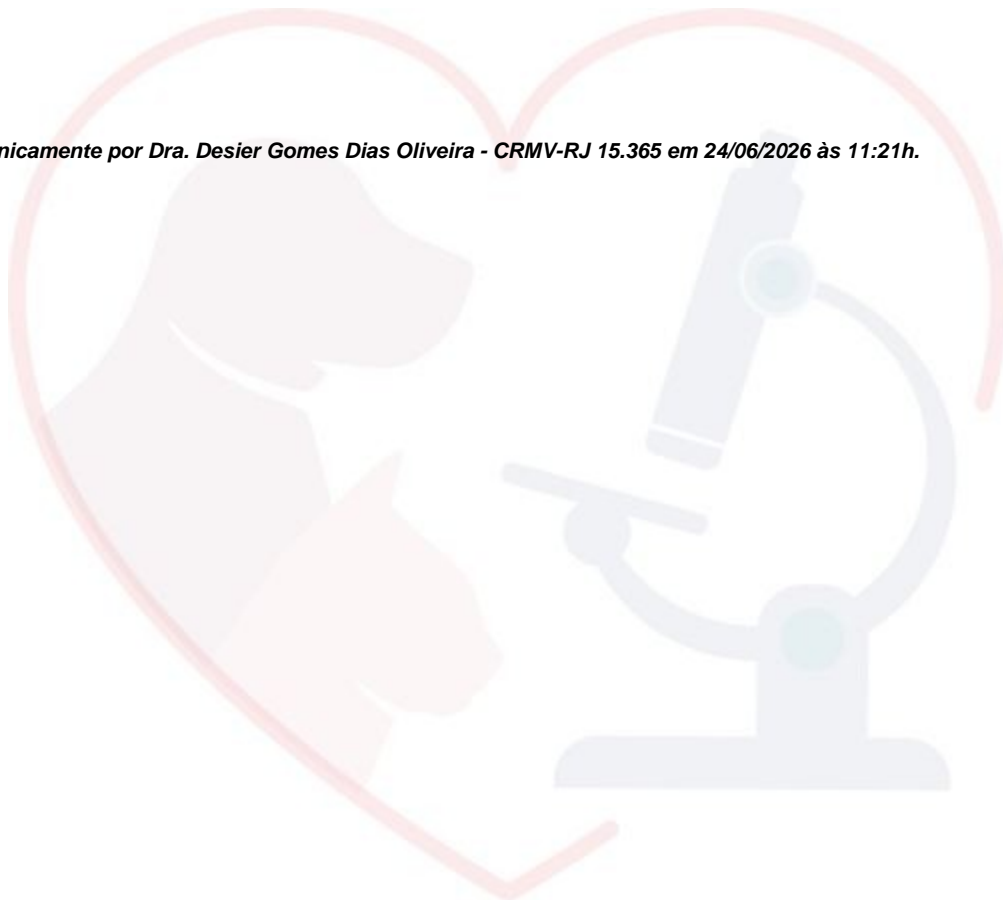 nicamente por Dra. Desier Gomes Dias Oliveira - CRMV-RJ 15.365 em 24/06/2026 às 11:21h.